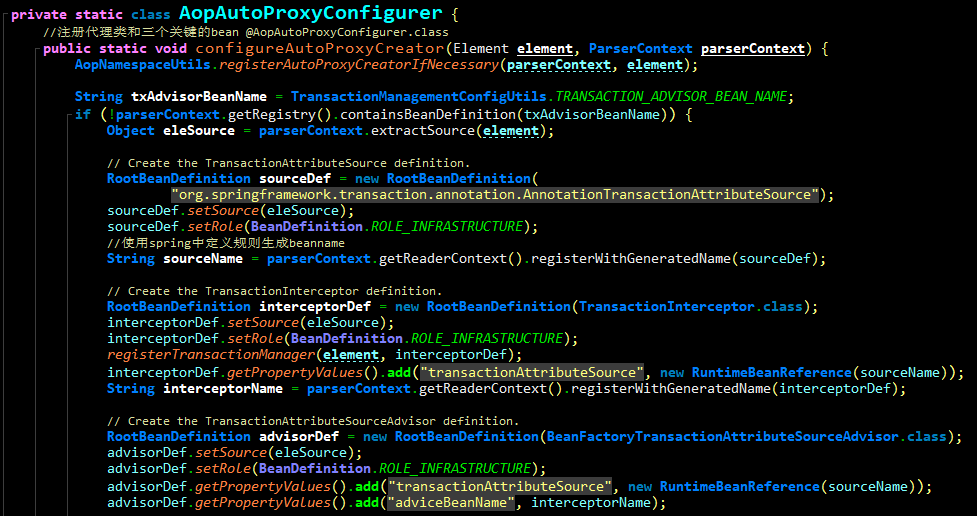 private static class AopAutoProxyConfigurer {
//注册代理类和三个关键的bean @AopAutoProxyConfigurer.class
public static void configureAutoProxyCreator(Element element, ParserContext parserContext) {
AopNamespaceUtils.registerAutoProxyCreatorIfNecessary(parserContext, element);
String txAdvisorBeanName = TransactionManagementConfigUtils.TRANSACTION_ADVISOR_BEAN_NAME;
if (!parserContext.getRegistry().containsBeanDefinition(txAdvisorBeanName)) {
Object eleSource = parserContext.extractSource(element);
// Create the TransactionAttributeSource definition.
RootBeanDefinition sourceDef = new RootBeanDefinition(
"org.springframework.transaction.annotation.AnnotationTransactionAttributeSource");
sourceDef.setSource(eleSource);
sourceDef.setRole(BeanDefinition.ROLE_INFRASTRUCTURE);
//使用spring中定义规则生成beanname
String sourceName = parserContext.getReaderContext().registerWithGeneratedName(sourceDef);
// Create the TransactionInterceptor definition.
RootBeanDefinition interceptorDef = new RootBeanDefinition(TransactionInterceptor.class);
interceptorDef.setSource(eleSource);
interceptorDef.setRole(BeanDefinition.ROLE_INFRASTRUCTURE);
registerTransactionManager(element, interceptorDef);
interceptorDef.getPropertyValues().add("transactionAttributeSource", new RuntimeBeanReference(sourceName));
String interceptorName = parserContext.getReaderContext().registerWithGeneratedName(interceptorDef);
// Create the TransactionAttributeSourceAdvisor definition.
RootBeanDefinition advisorDef = new RootBeanDefinition(BeanFactoryTransactionAttributeSourceAdvisor.class);
advisorDef.setSource(eleSource);
advisorDef.setRole(BeanDefinition.ROLE_INFRASTRUCTURE);
advisorDef.getPropertyValues().add("transactionAttributeSource", new RuntimeBeanReference(sourceName));
advisorDef.getPropertyValues().add("adviceBeanName", interceptorName);